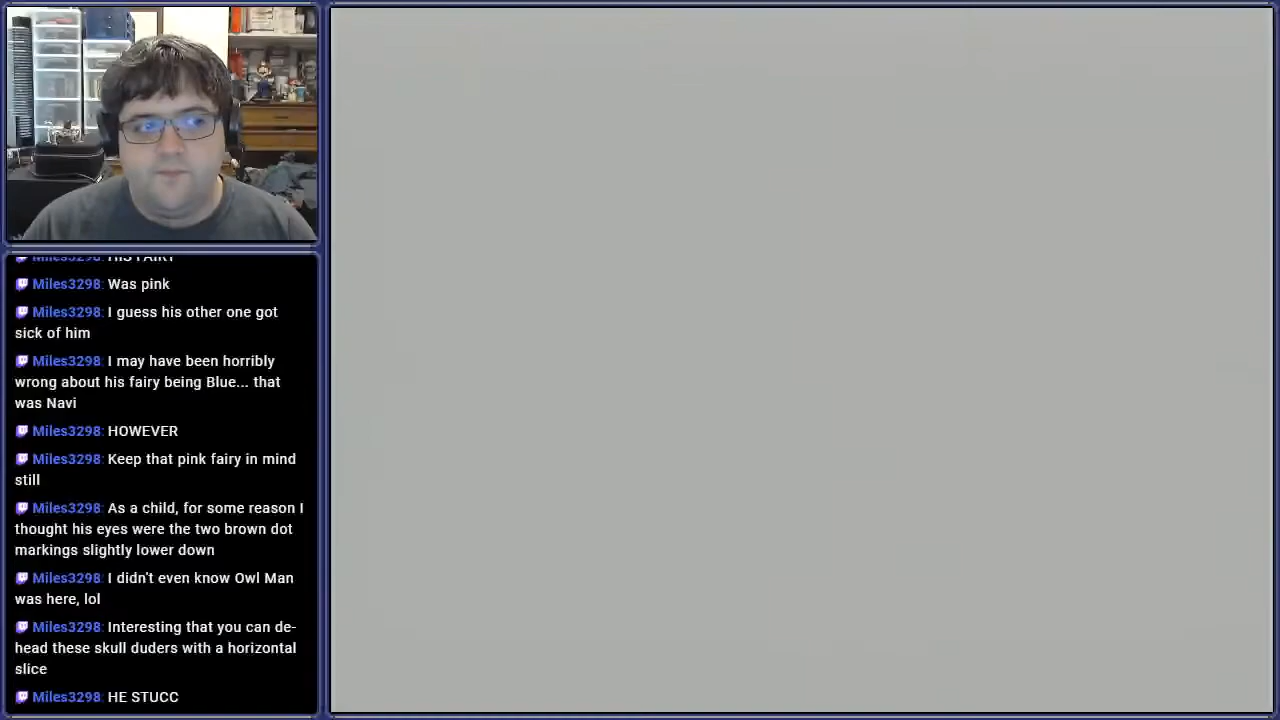 Miles3298: HIS FAIRY
Miles3298: Was pink
Miles3298: I guess his other one got
sick of him
Miles3298: I may have been horribly
wrong about his fairy being Blue... that
was Navi
Miles3298: HOWEVER
Miles3298: Keep that pink fairy in mind
still
Miles3298: As a child, for some reason I
thought his eyes were the two brown dot
markings slightly lower down
Miles3298: I didn't even know Owl Man
was here, lol
Miles3298: Interesting that you can de-
head these skull duders with a horizontal
slice
Miles3298: HE STUCC